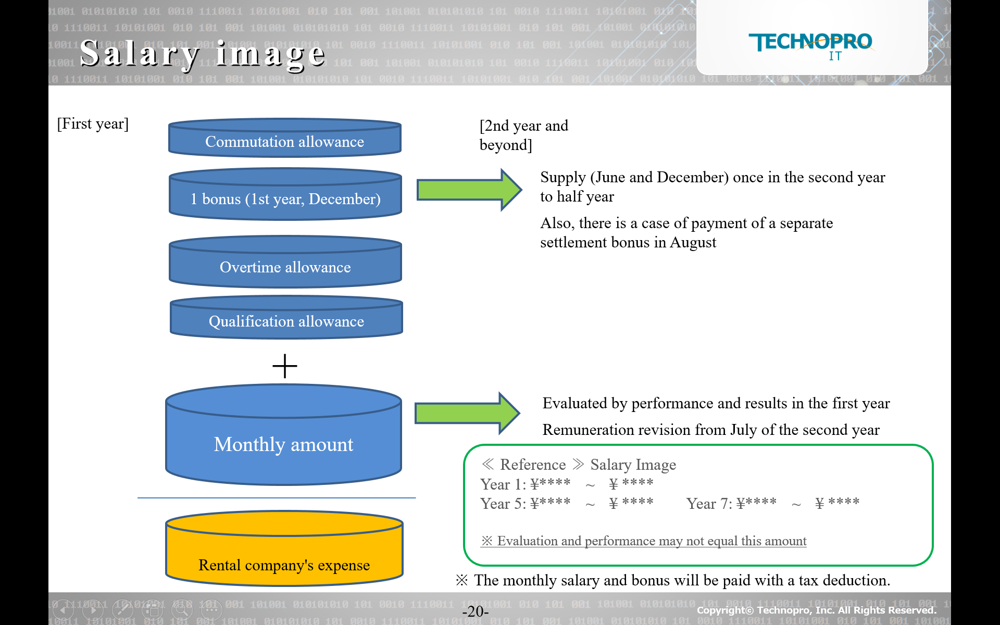 Salary image
TECHNOPRO
IT
[First year]
Commutation allowance
1 bonus (1st year, December)
Overtime allowance
Qualification allowance
+
Monthly amount
Rental company's expense
[2nd year and
beyond]
Supply (June and December) once in the second year
to half year
Also, there is a case of payment of a separate
settlement bonus in August
Evaluated by performance and results in the first year
Remuneration revision from July of the second year
≪ Reference ≫ Salary Image
Year 1: ¥**** ~ ¥ ****
Year 5: ¥**** ~ ¥ **** Year 7: ¥**** ~ ¥ ****
※ Evaluation and performance may not equal this amount
※ The monthly salary and bonus will be paid with a tax deduction.
-20-
Copyright© Technopro, Inc. All Rights Reserved.